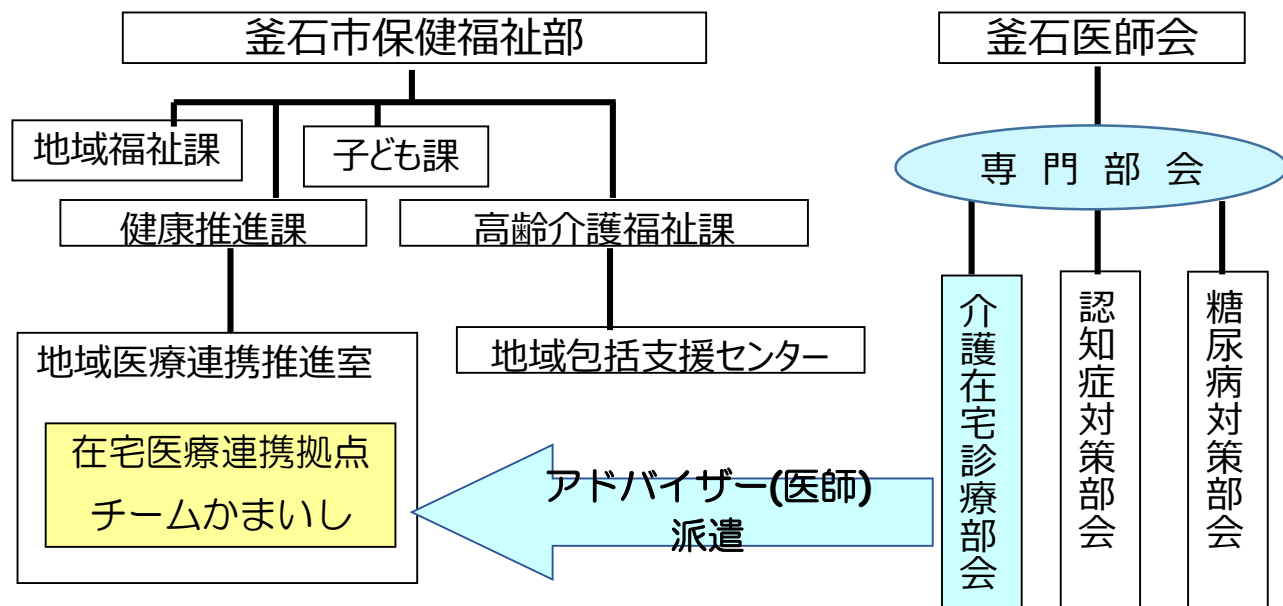 釜石市保健福祉部
釜石医師会
地域福祉課
子ども課
専門部会
健康推進課
高齢介護福祉課
地域医療連携推進室
地域包括支援センター
在宅医療連携拠点
チームかまいし
アドバイザー(医師)
派遣
介護在宅診療部会
認知症対策部会
糖尿病対策部会